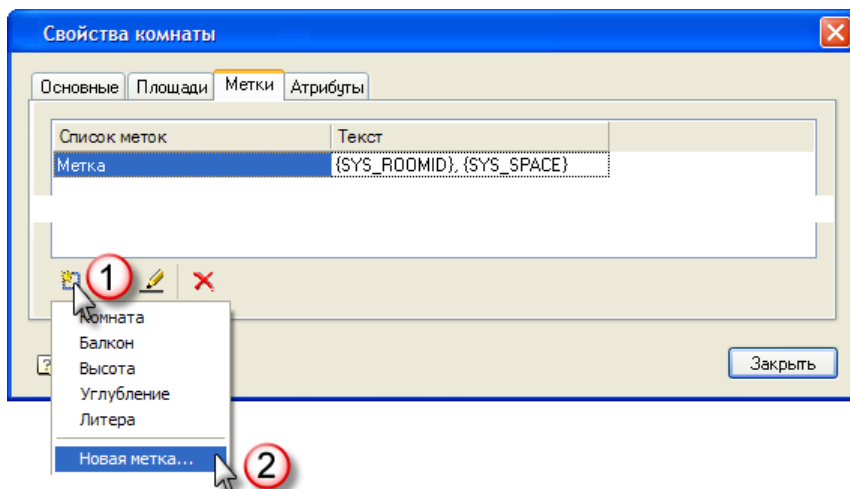 Свойства комнаты
Основные Площади Метки Атрибуты
Список меток Текст
Метка {SYS_ROOMID}, {SYS_SPACE}
1
Комната
Балкон
Высота
Углубление
Литера
? Закрыть
Новая метка...
2